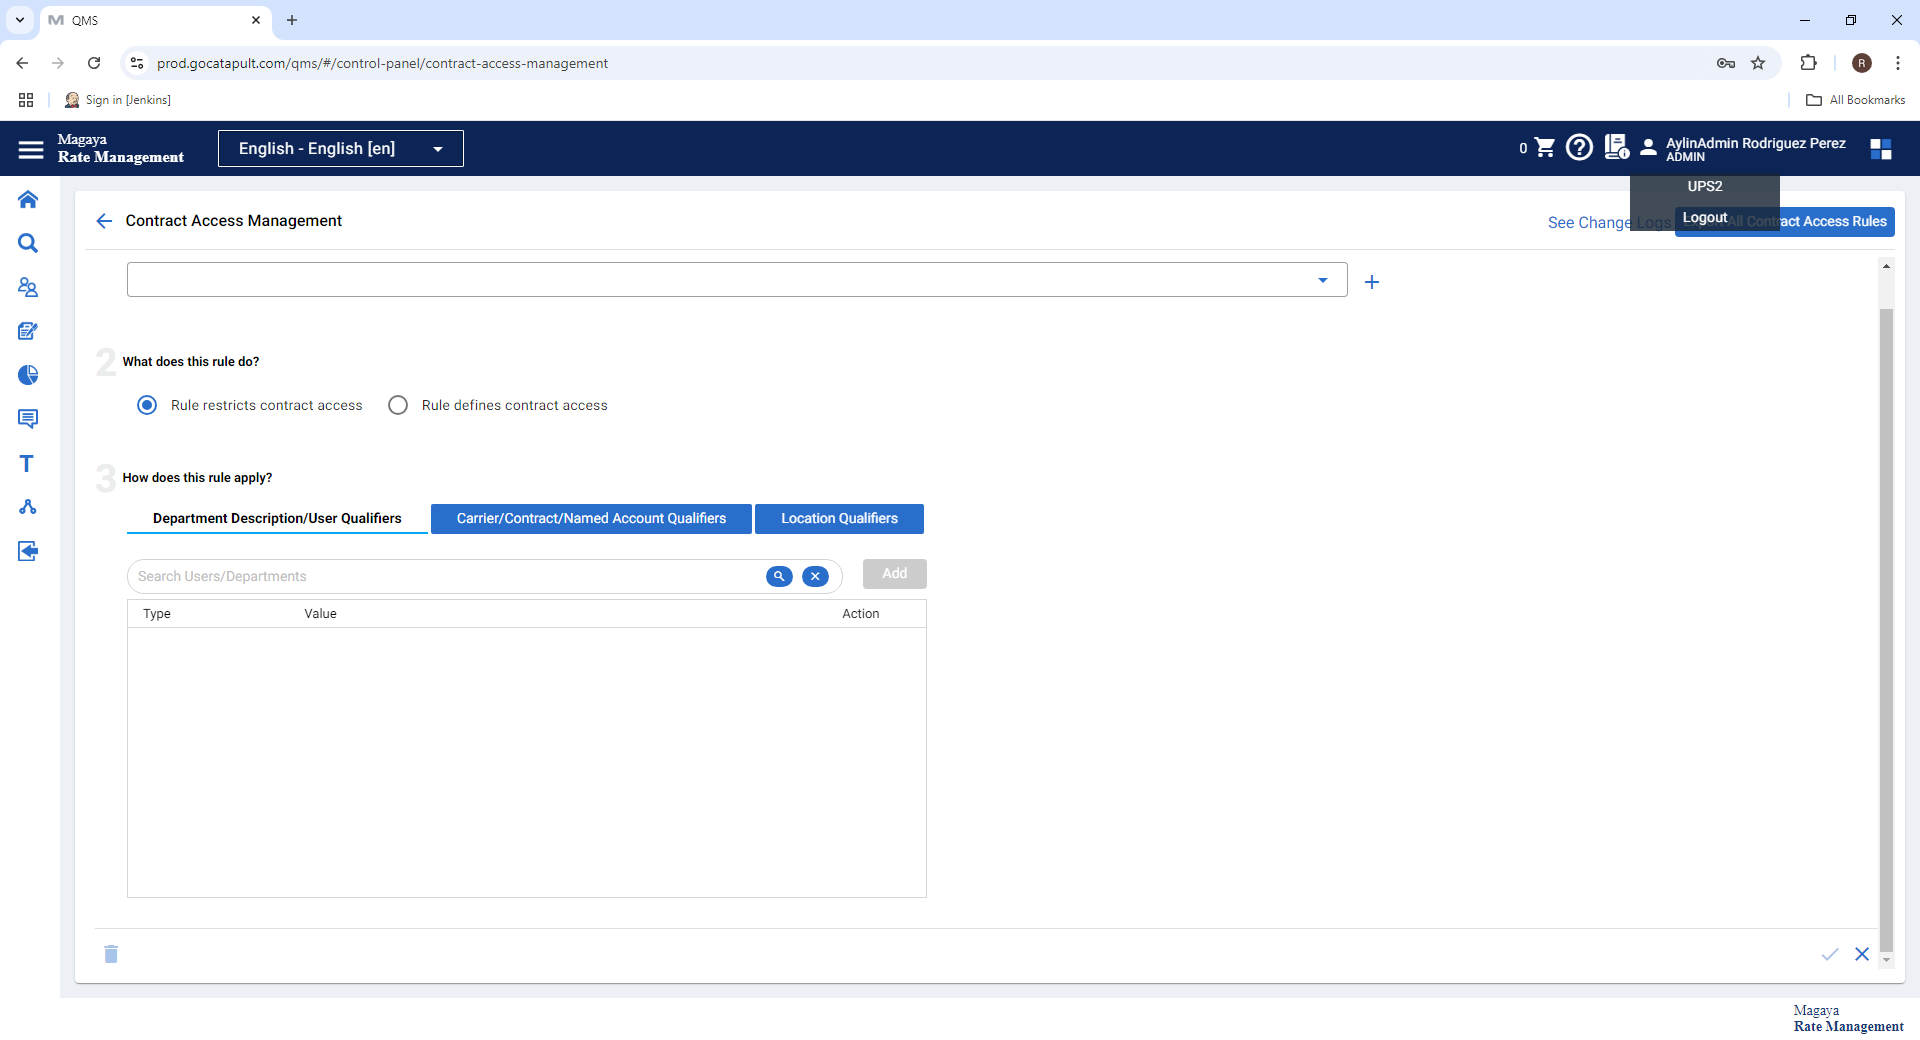 QMS
prod.gocatapult.com/qms/#/control-panel/contract-access-management
R
Sign in [Jenkins]
All Bookmarks
Magaya
Rate Management
English - English [en]
0
AylinAdmin Rodriguez Perez
ADMIN
UPS2
Logout
Contract Access Management
See Change Logs
Export All Contract Access Rules
2 What does this rule do?
Rule restricts contract access
Rule defines contract access
3 How does this rule apply?
Department Description/User Qualifiers
Carrier/Contract/Named Account Qualifiers
Location Qualifiers
Search Users/Departments
Add
Type Value Action
T
Magaya
Rate Management